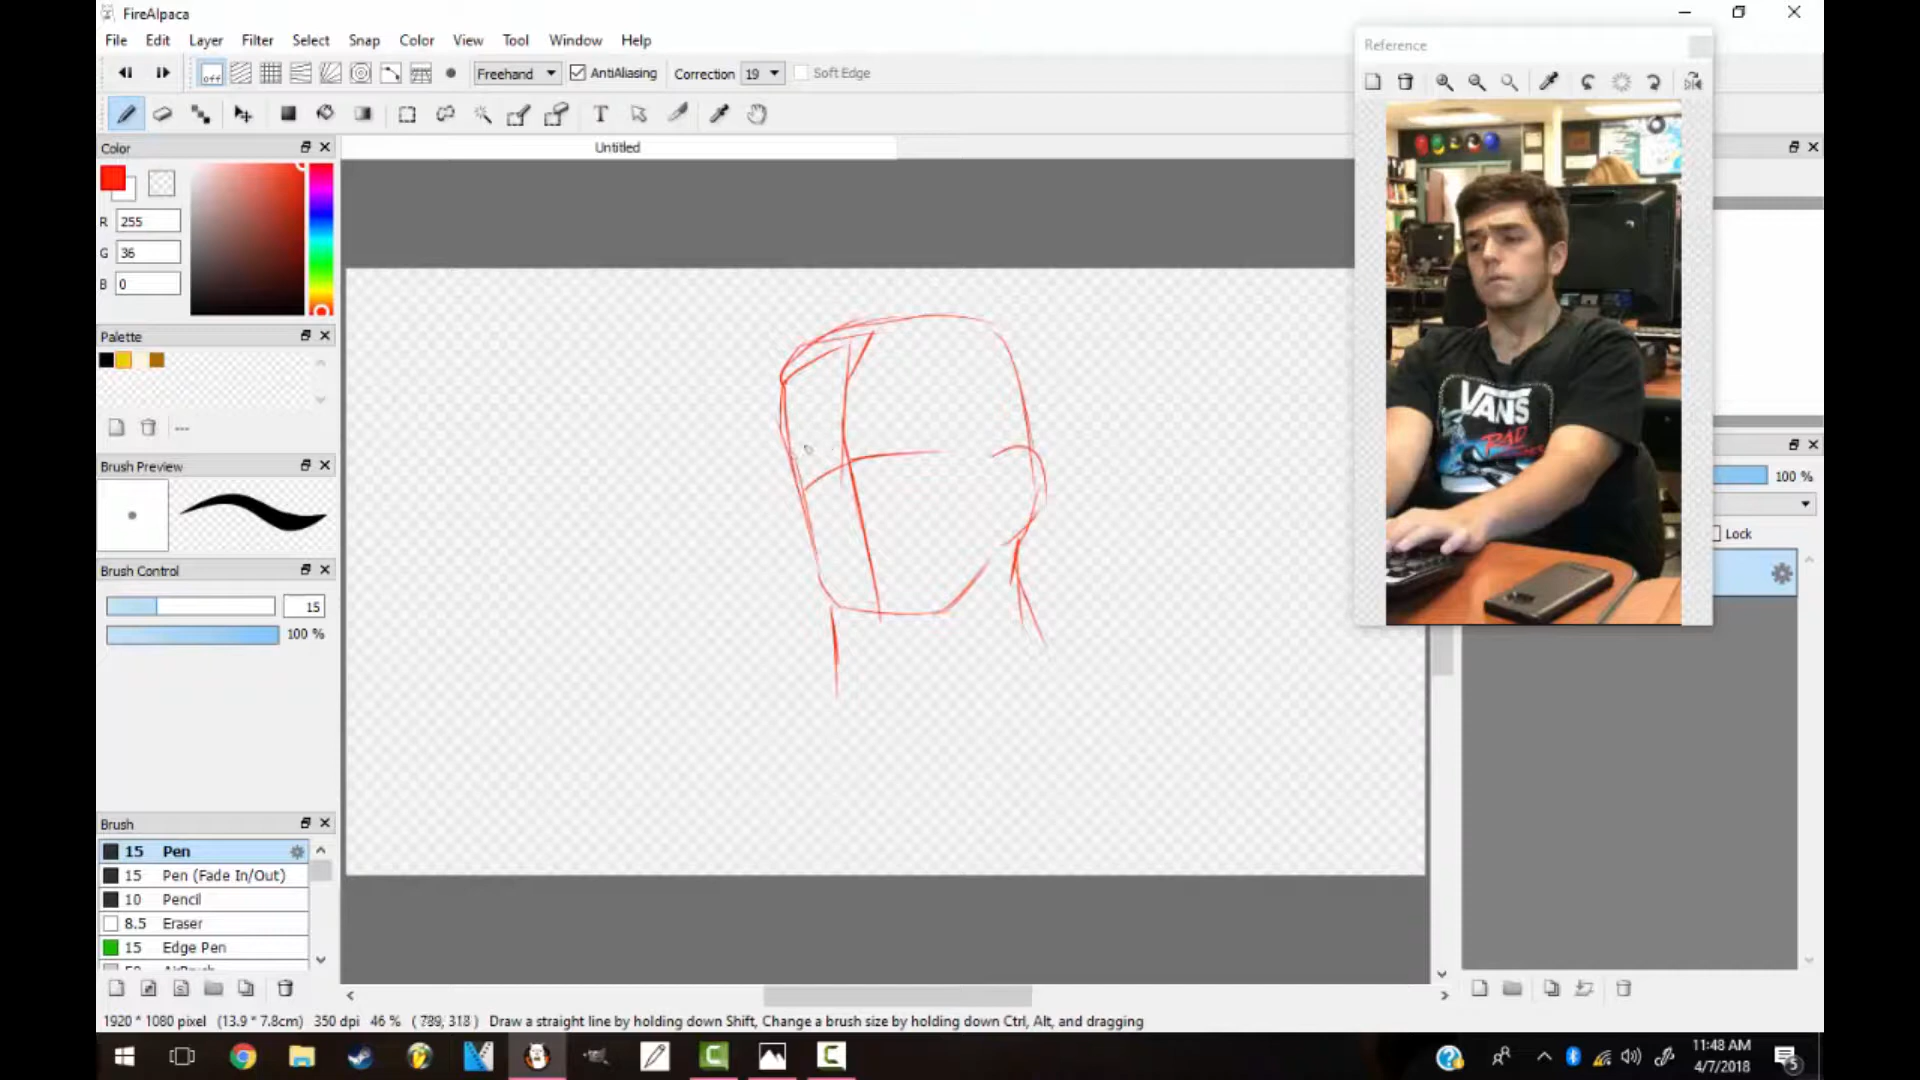 FireAlpaca
File Edit Layer Filter Select Snap Color View Tool Window Help
off Freehand AntiAliasing Correction 19 Soft Edge
Reference
Color
Untitled
R 255
G 36
B 0
Palette
---
Brush Preview
Brush Control
15
100 %
VANS
RAD
100 %
Lock
Brush
15 Pen
15 Pen (Fade In/Out)
10 Pencil
8.5 Eraser
15 Edge Pen
1920 * 1080 pixel (13.9 * 7.8cm) 350 dpi 46 % ( 789, 318 ) Draw a straight line by holding down Shift, Change a brush size by holding down Ctrl, Alt, and dragging
11:48 AM
4/7/2018
5